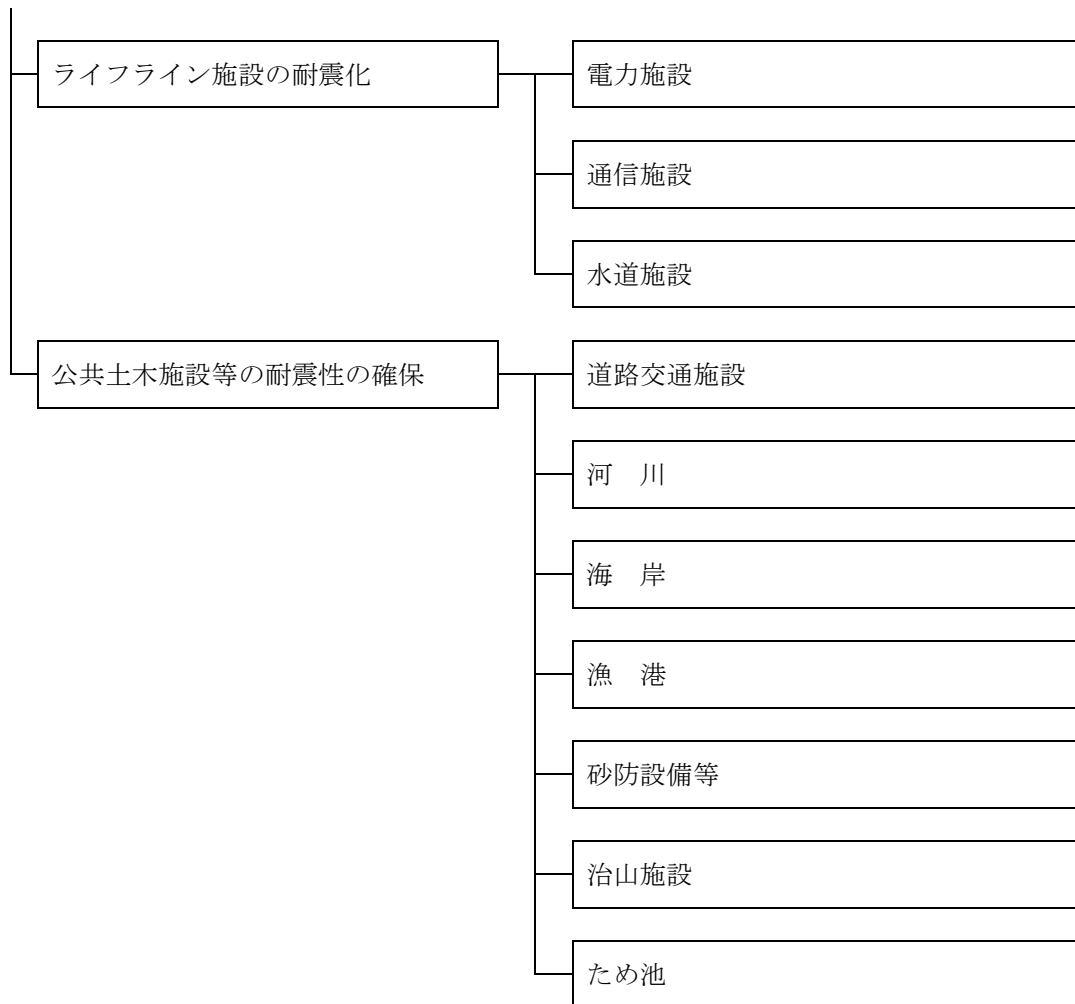 ライフライン施設の耐震化
電力施設
通信施設
水道施設
公共土木施設等の耐震性の確保
道路交通施設
河　川
海　岸
漁　港
砂防設備等
治山施設
ため池